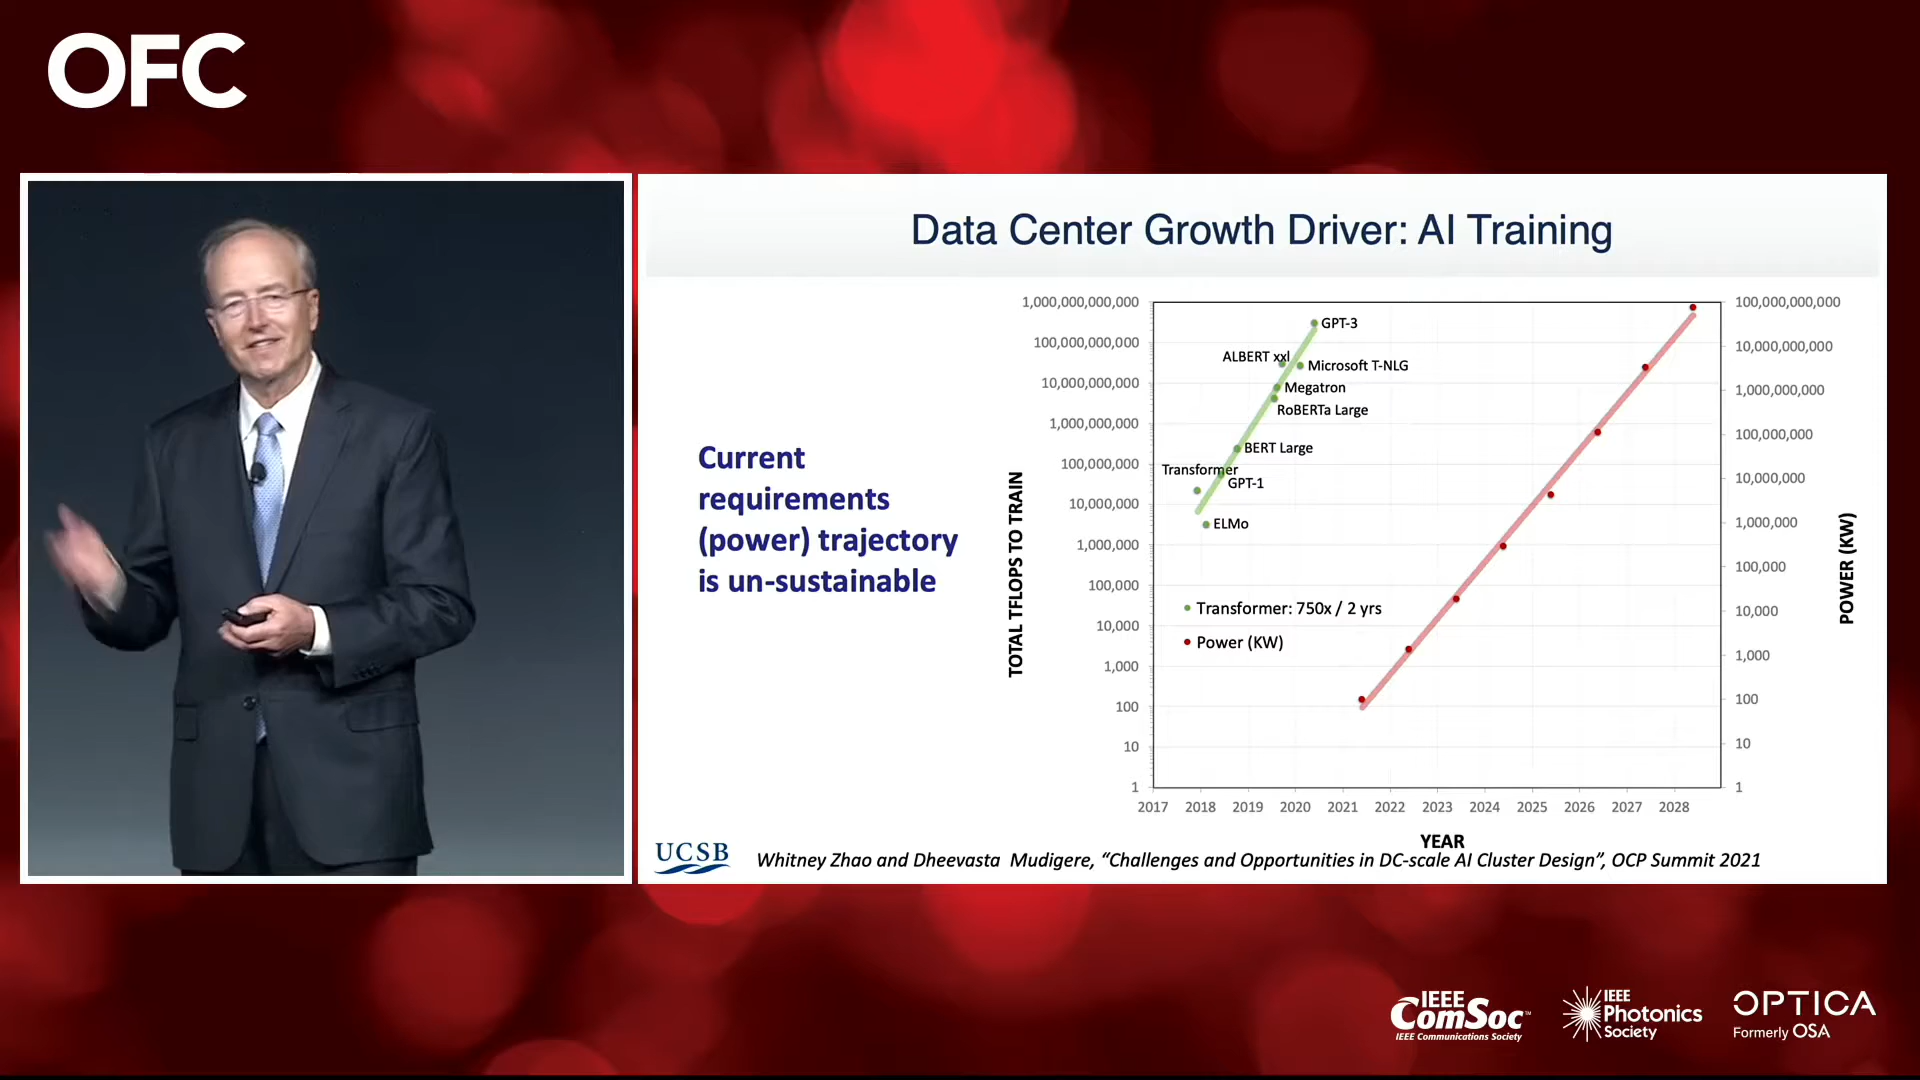 OFC
Data Center Growth Driver: AI Training
Current
requirements
(power) trajectory
is un-sustainable
TOTAL TFLOPS TO TRAIN
1,000,000,000,000
100,000,000,000
10,000,000,000
1,000,000,000
100,000,000
10,000,000
1,000,000
100,000
10,000
1,000
100
10
1
GPT-3
ALBERT xxl
Microsoft T-NLG
Megatron
RoBERTa Large
BERT Large
Transformer
GPT-1
ELMo
Transformer: 750x / 2 yrs
Power (KW)
100,000,000,000
10,000,000,000
1,000,000,000
100,000,000
10,000,000
1,000,000
100,000
10,000
1,000
100
10
1
POWER (KW)
2017 2018 2019 2020 2021 2022 2023 2024 2025 2026 2027 2028
YEAR
UCSB
Whitney Zhao and Dheevasta Mudigere, “Challenges and Opportunities in DC-scale AI Cluster Design”, OCP Summit 2021
IEEE
ComSoc™
IEEE Communications Society
IEEE
Photonics
Society
OPTICA
Formerly OSA